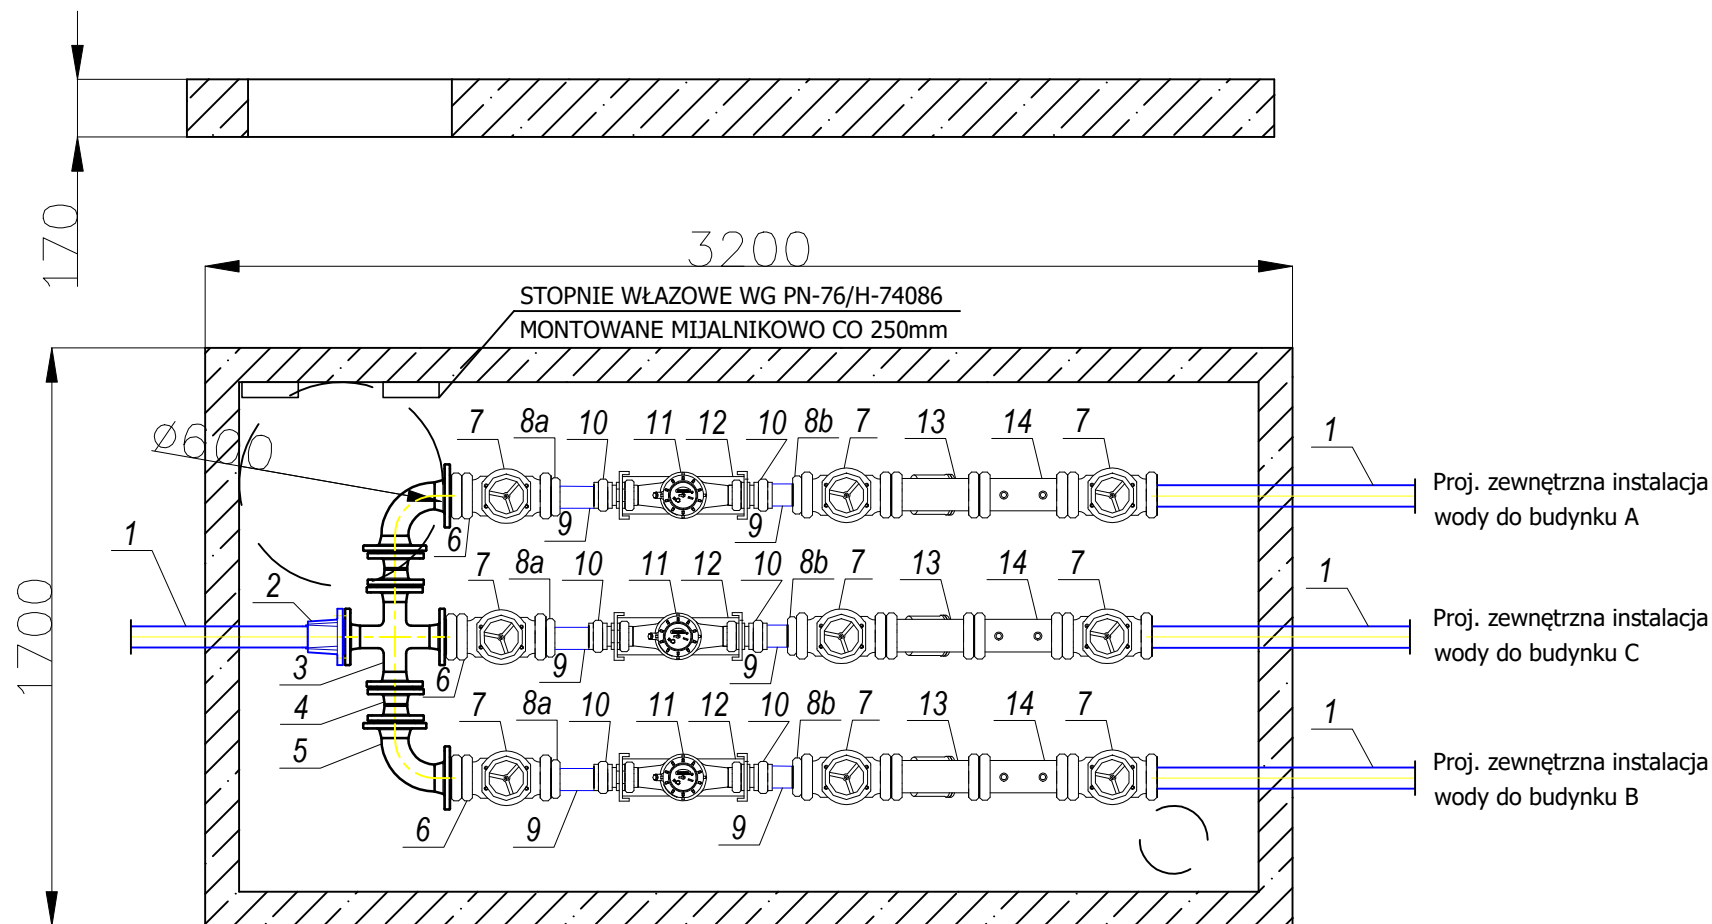 170
3200
STOPNIE WŁAZOWE WG PN-76/H-74086
MONTOWANE MIJALNIKOWO CO 250mm
1700
ø600
7 8a 10 11 12 10 8b 7 13 14 7 1
Proj. zewnętrzna instalacja
wody do budynku A
6 9 9
1
2
7 8a 10 11 12 10 8b 7 13 14 7 1
Proj. zewnętrzna instalacja
wody do budynku C
3 6 9 9
4
5
7 8a 10 11 12 10 8b 7 13 14 7 1
Proj. zewnętrzna instalacja
wody do budynku B
6 9 9